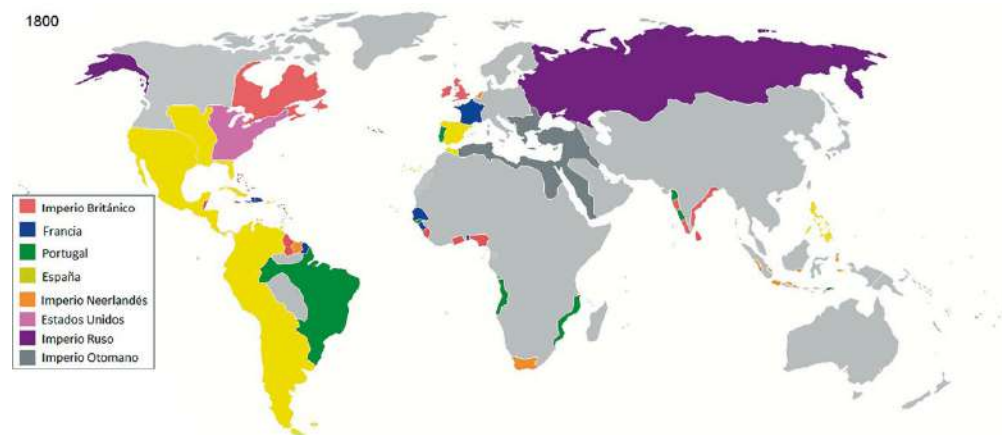 1800
Imperio Británico
Francia
Portugal
España
Imperio Neerlandés
Estados Unidos
Imperio Ruso
Imperio Otomano